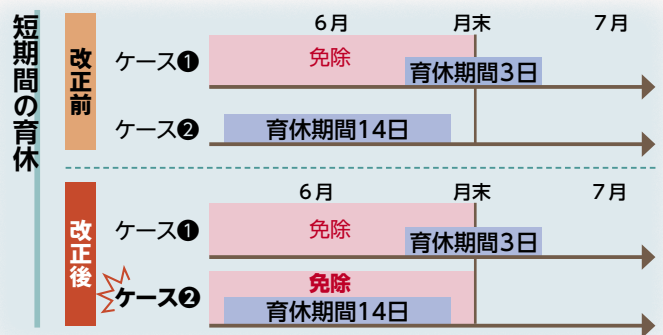 短期間の育休
改正前
6月 月末 7月
ケース❶ 免除
育休期間3日
ケース❷ 育休期間14日
改正後
6月 月末 7月
ケース❶ 免除
育休期間3日
ケース❷ 免除
育休期間14日